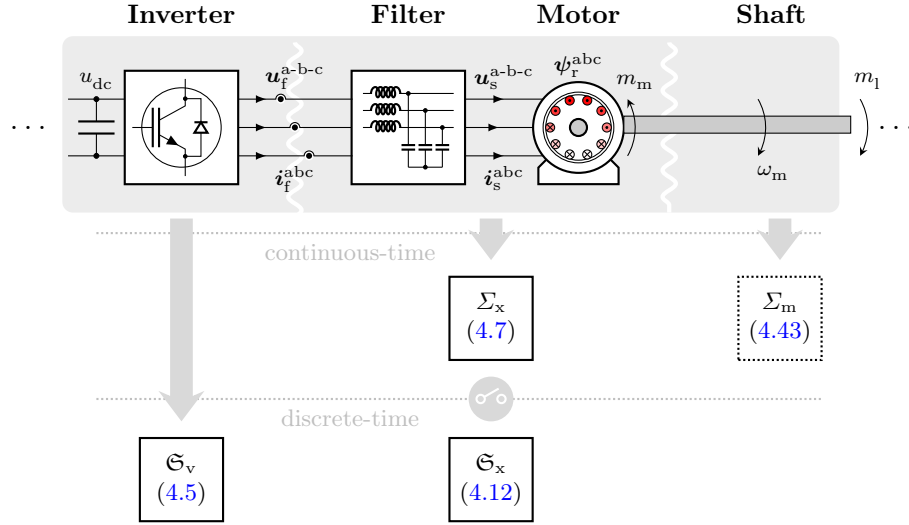 Inverter Filter Motor Shaft
u_dc u_f^a-b-c u_s^a-b-c ψ_r^abc m_m m_l
... ...
i_f^abc i_s^abc ω_m
continuous-time
Σ_x Σ_m
(4.7) (4.43)
discrete-time
𝔖_v 𝔖_x
(4.5) (4.12)